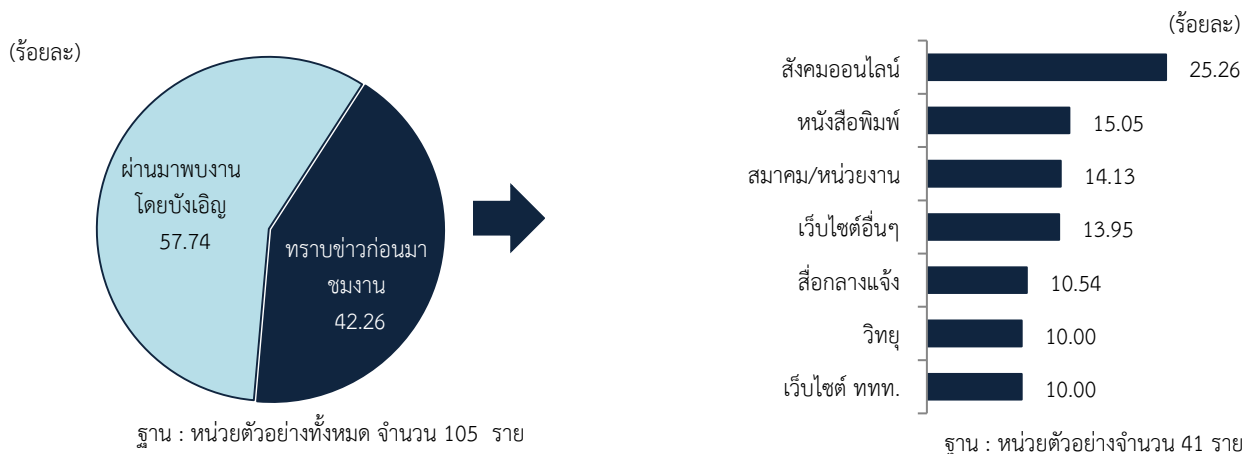 (ร้อยละ)
ผ่านมาพบงาน
โดยบังเอิญ
57.74
ทราบข่าวก่อนมา
ชมงาน
42.26
ฐาน : หน่วยตัวอย่างทั้งหมด จำนวน 105 ราย
(ร้อยละ)
สังคมออนไลน์ 25.26
หนังสือพิมพ์ 15.05
สมาคม/หน่วยงาน 14.13
เว็บไซต์อื่นๆ 13.95
สื่อกลางแจ้ง 10.54
วิทยุ 10.00
เว็บไซต์ ททท. 10.00
ฐาน : หน่วยตัวอย่างจำนวน 41 ราย